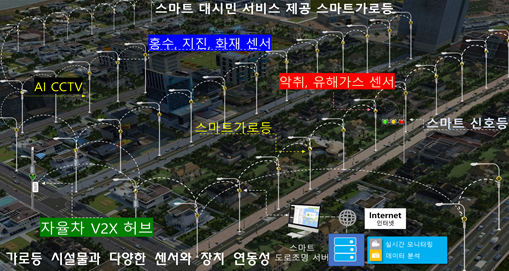 스마트 대시민 서비스 제공 스마트가로등
홍수, 지진, 화재 센서
AI CCTV
악취, 유해가스 센서
스마트가로등
스마트 신호등
자율차 V2X 허브
Internet
인터넷
스마트
도로조명 서버
실시간 모니터링
데이터 분석
가로등 시설물과 다양한 센서와 장치 연동성